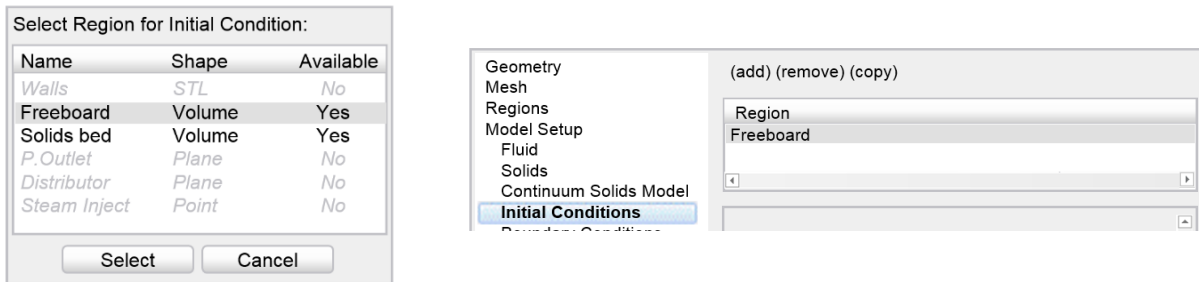 Select Region for Initial Condition:
Name Shape Available
Walls STL No
Freeboard Volume Yes
Solids bed Volume Yes
P.Outlet Plane No
Distributor Plane No
Steam Inject Point No
Select Cancel
Geometry
Mesh
Regions
Model Setup
Fluid
Solids
Continuum Solids Model
Initial Conditions
Boundary Conditions
(add) (remove) (copy)
Region
Freeboard